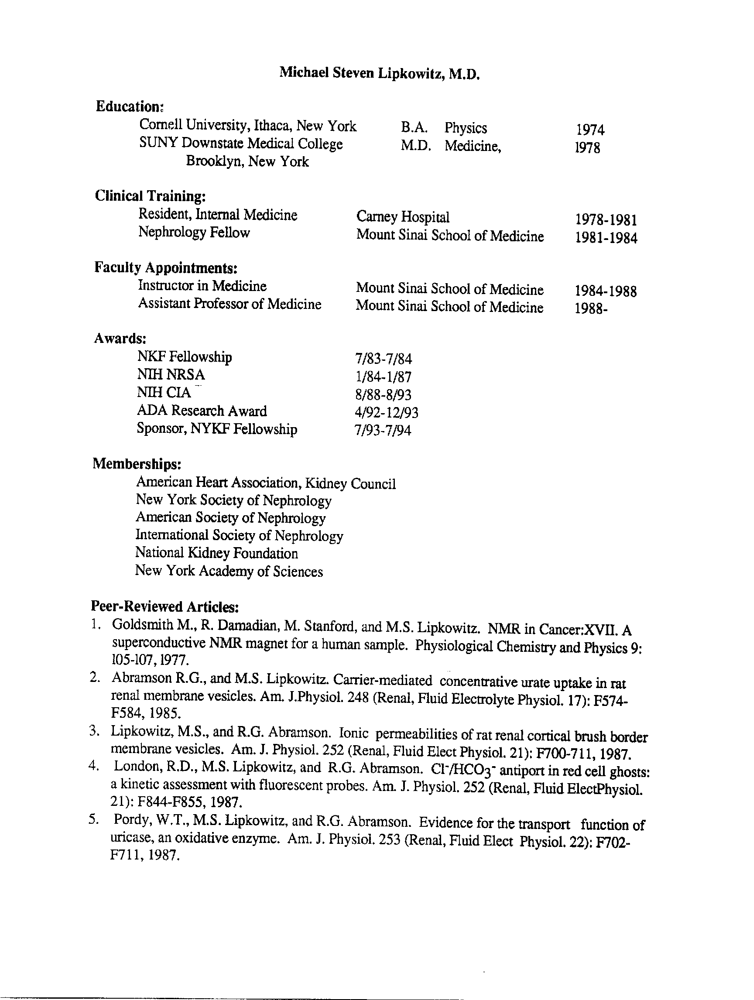 Michael Steven Lipkowitz, M.D.
Education:
Cornell University, Ithaca, New York B.A. Physics 1974
SUNY Downstate Medical College M.D. Medicine, 1978
Brooklyn, New York
Clinical Training:
Resident, Internal Medicine Carney Hospital 1978-1981
Nephrology Fellow Mount Sinai School of Medicine 1981-1984
Faculty Appointments:
Instructor in Medicine Mount Sinai School of Medicine 1984-1988
Assistant Professor of Medicine Mount Sinai School of Medicine 1988-
Awards:
NKF Fellowship 7/83-7/84
NIH NRSA 1/84-1/87
NIH CIA 8/88-8/93
ADA Research Award 4/92-12/93
Sponsor, NYKF Fellowship 7/93-7/94
Memberships:
American Heart Association, Kidney Council
New York Society of Nephrology
American Society of Nephrology
International Society of Nephrology
National Kidney Foundation
New York Academy of Sciences
Peer-Reviewed Articles:
1. Goldsmith M., R. Damadian, M. Stanford, and M.S. Lipkowitz. NMR in Cancer:XVII. A
superconductive NMR magnet for a human sample. Physiological Chemistry and Physics 9:
105-107, 1977.
2. Abramson R.G., and M.S. Lipkowitz. Carrier-mediated concentrative urate uptake in rat
renal membrane vesicles. Am. J.Physiol. 248 (Renal, Fluid Electrolyte Physiol. 17): F574-
F584, 1985.
3. Lipkowitz, M.S., and R.G. Abramson. Ionic permeabilities of rat renal cortical brush border
membrane vesicles. Am. J. Physiol. 252 (Renal, Fluid Elect Physiol. 21): F700-711, 1987.
4. London, R.D., M.S. Lipkowitz, and R.G. Abramson. Cl⁻/HCO₃⁻ antiport in red cell ghosts:
a kinetic assessment with fluorescent probes. Am. J. Physiol. 252 (Renal, Fluid ElectPhysiol.
21): F844-F855, 1987.
5. Pordy, W.T., M.S. Lipkowitz, and R.G. Abramson. Evidence for the transport function of
uricase, an oxidative enzyme. Am. J. Physiol. 253 (Renal, Fluid Elect Physiol. 22): F702-
F711, 1987.